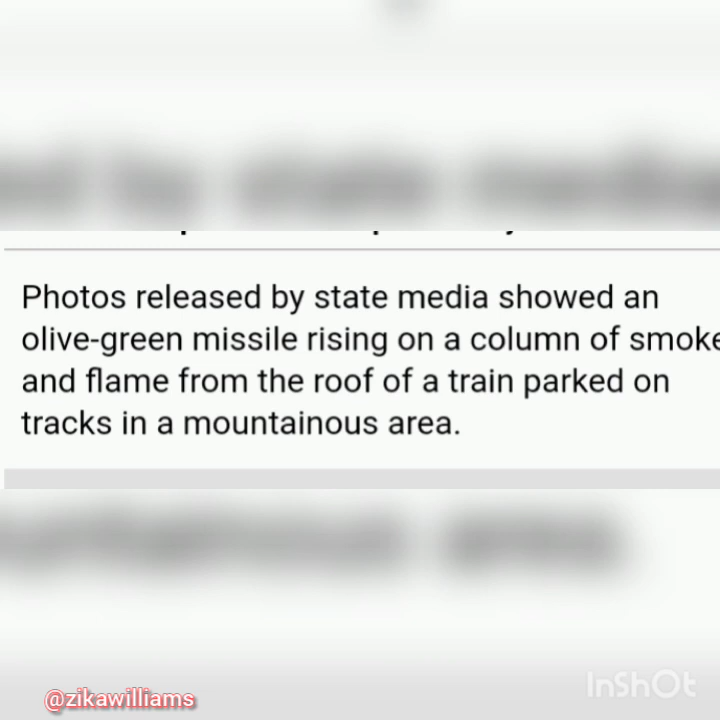 Photos released by state media showed an
olive-green missile rising on a column of smoke
and flame from the roof of a train parked on
tracks in a mountainous area.
InShOt
@zikawilliams